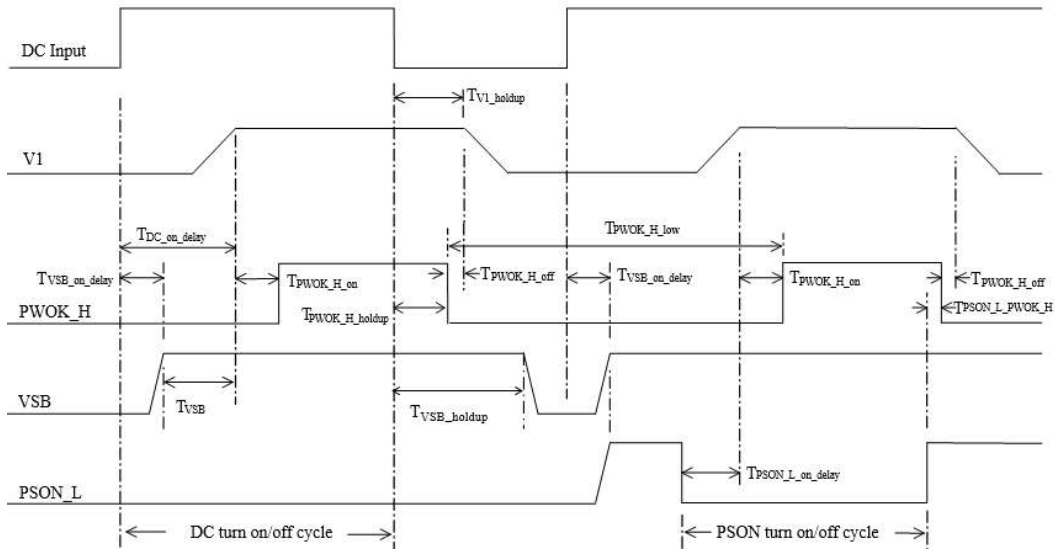 DC Input
TV1_holdup
V1
TDC_on_delay
TPWOK_H_low
TVSB_on_delay
TPWOK_H_on
TPWOK_H_off
TVSB_on_delay
TPWOK_H_on
TPWOK_H_off
PWOK_H
TPWOK_H_holdup
TPSON_L_PWOK_H
VSB
TVSB
TVSB_holdup
PSON_L
TPSON_L_on_delay
DC turn on/off cycle
PSON turn on/off cycle